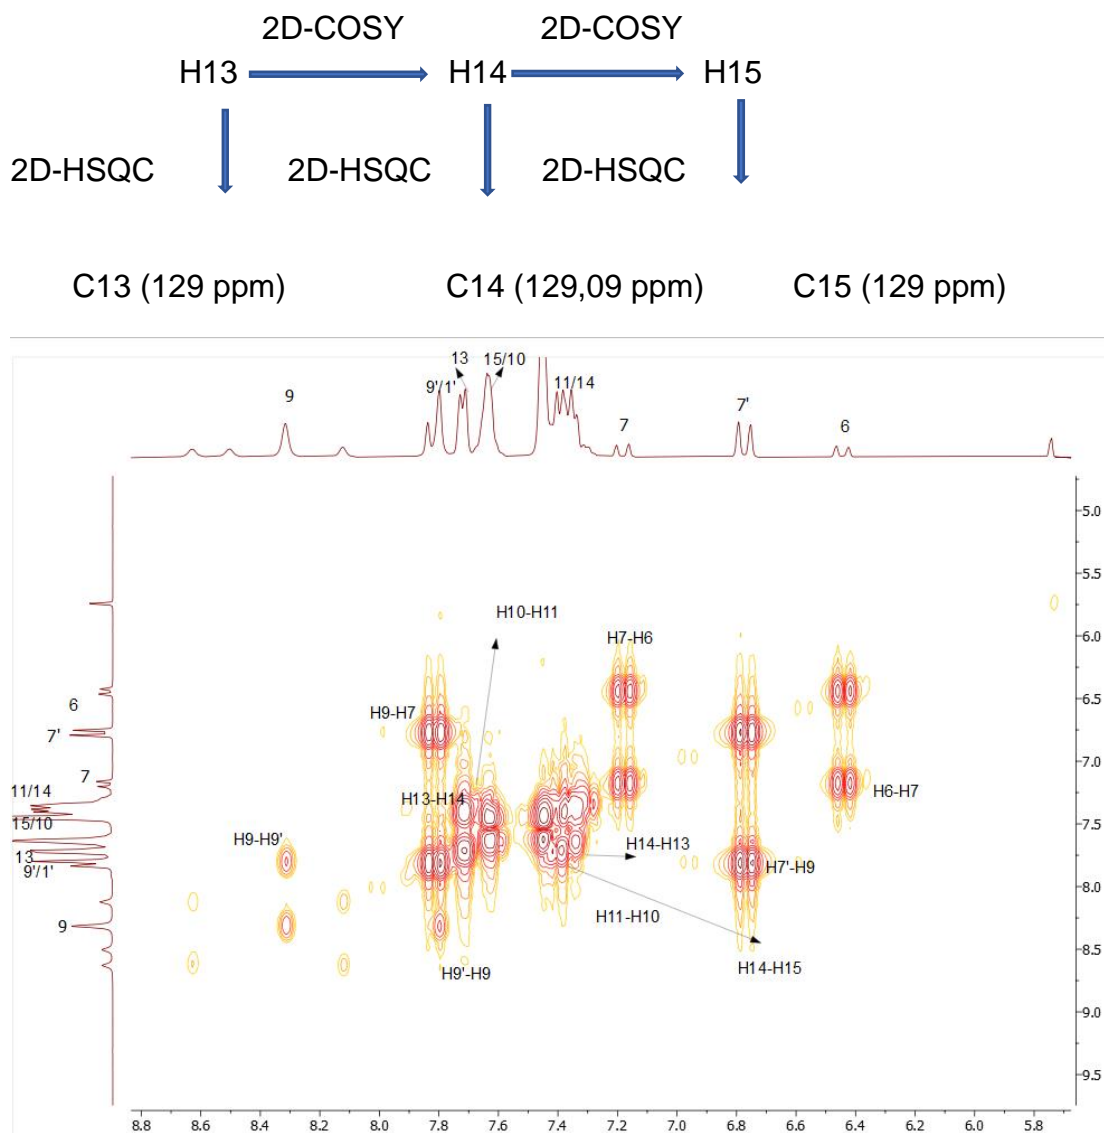 2D-COSY 2D-COSY
H13 H14 H15
2D-HSQC 2D-HSQC 2D-HSQC
C13 (129 ppm) C14 (129,09 ppm) C15 (129 ppm)
13 15/10
9'/1' 11/14
9 7 7' 6
5.0
5.5
H10-H11
H7-H6 6.0
6 6.5
H9-H7
7'
7 7.0
11/14 H13-H14 H6-H7
15/10 7.5
H9-H9' H14-H13
13 H7'-H9
9'/1' 8.0
H11-H10
9 8.5
H9'-H9 H14-H15
9.0
9.5
8.8 8.6 8.4 8.2 8.0 7.8 7.6 7.4 7.2 7.0 6.8 6.6 6.4 6.2 6.0 5.8